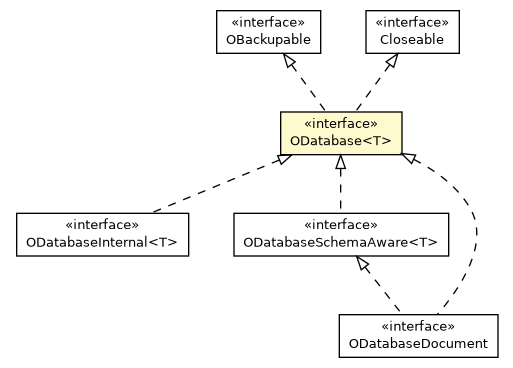 «interface»
OBackupable
«interface»
Closeable
«interface»
ODatabase<T>
«interface»
ODatabaseInternal<T>
«interface»
ODatabaseSchemaAware<T>
«interface»
ODatabaseDocument